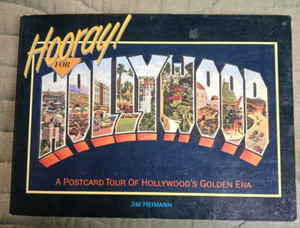 Hooray!
FOR
HOLLYWOOD
A POSTCARD TOUR OF HOLLYWOOD'S GOLDEN ERA
JIM HEIMANN